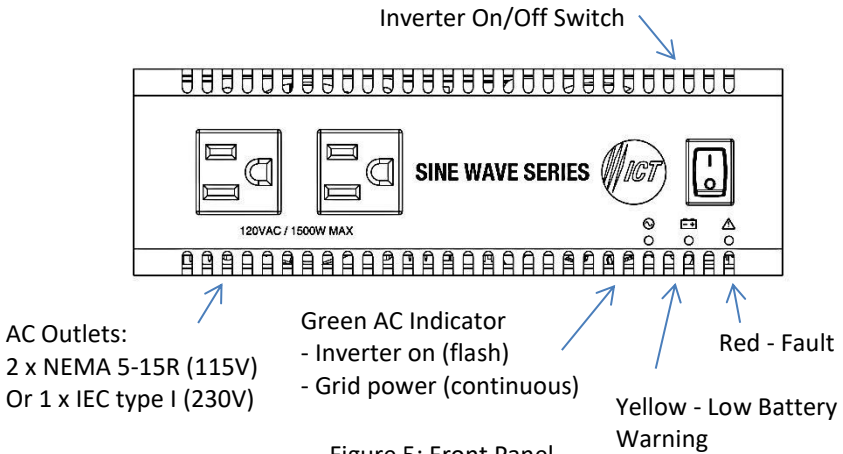 Inverter On/Off Switch
SINE WAVE SERIES
ICT
120VAC / 1500W MAX
AC Outlets:
2 x NEMA 5-15R (115V)
Or 1 x IEC type I (230V)
Green AC Indicator
- Inverter on (flash)
- Grid power (continuous)
Red - Fault
Yellow - Low Battery
Warning
Figure 5: Front Panel